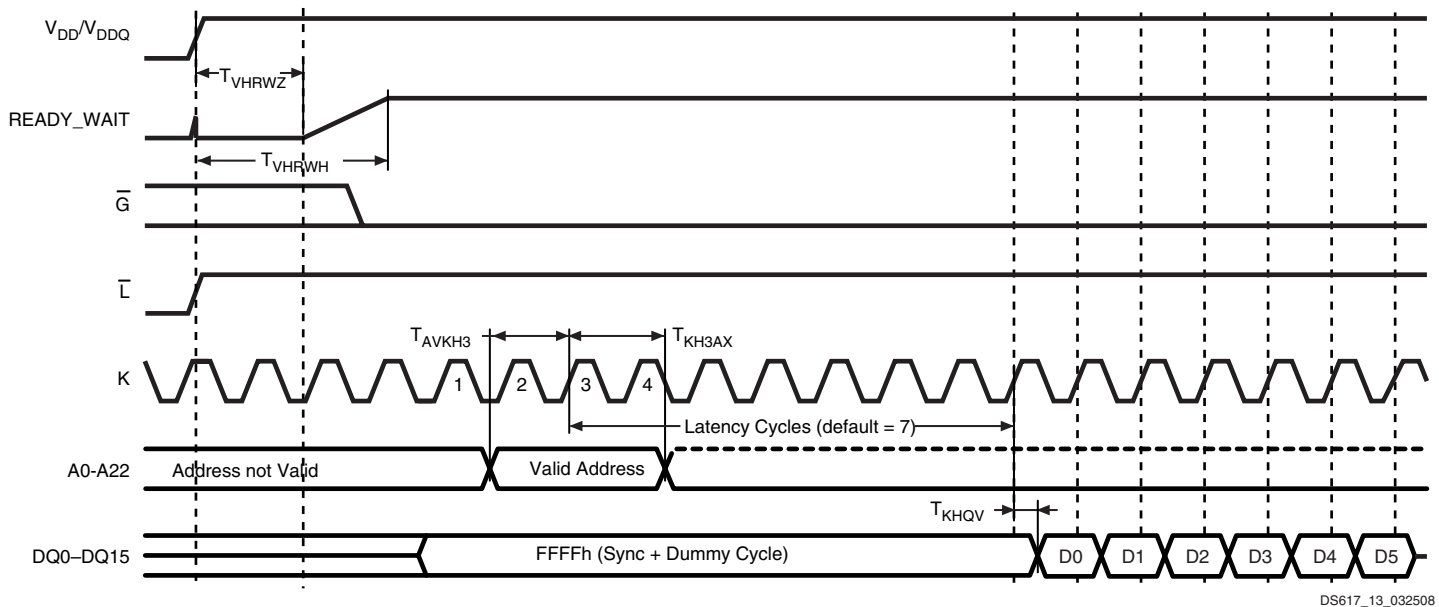 VDD/VDDQ
TVHRWZ
READY_WAIT
TVHRWH
G
L
TAVKH3
TKH3AX
K
1 2 3 4
Latency Cycles (default = 7)
A0-A22
Address not Valid
Valid Address
TKHQV
DQ0–DQ15
FFFFh (Sync + Dummy Cycle)
D0 D1 D2 D3 D4 D5
DS617_13_032508